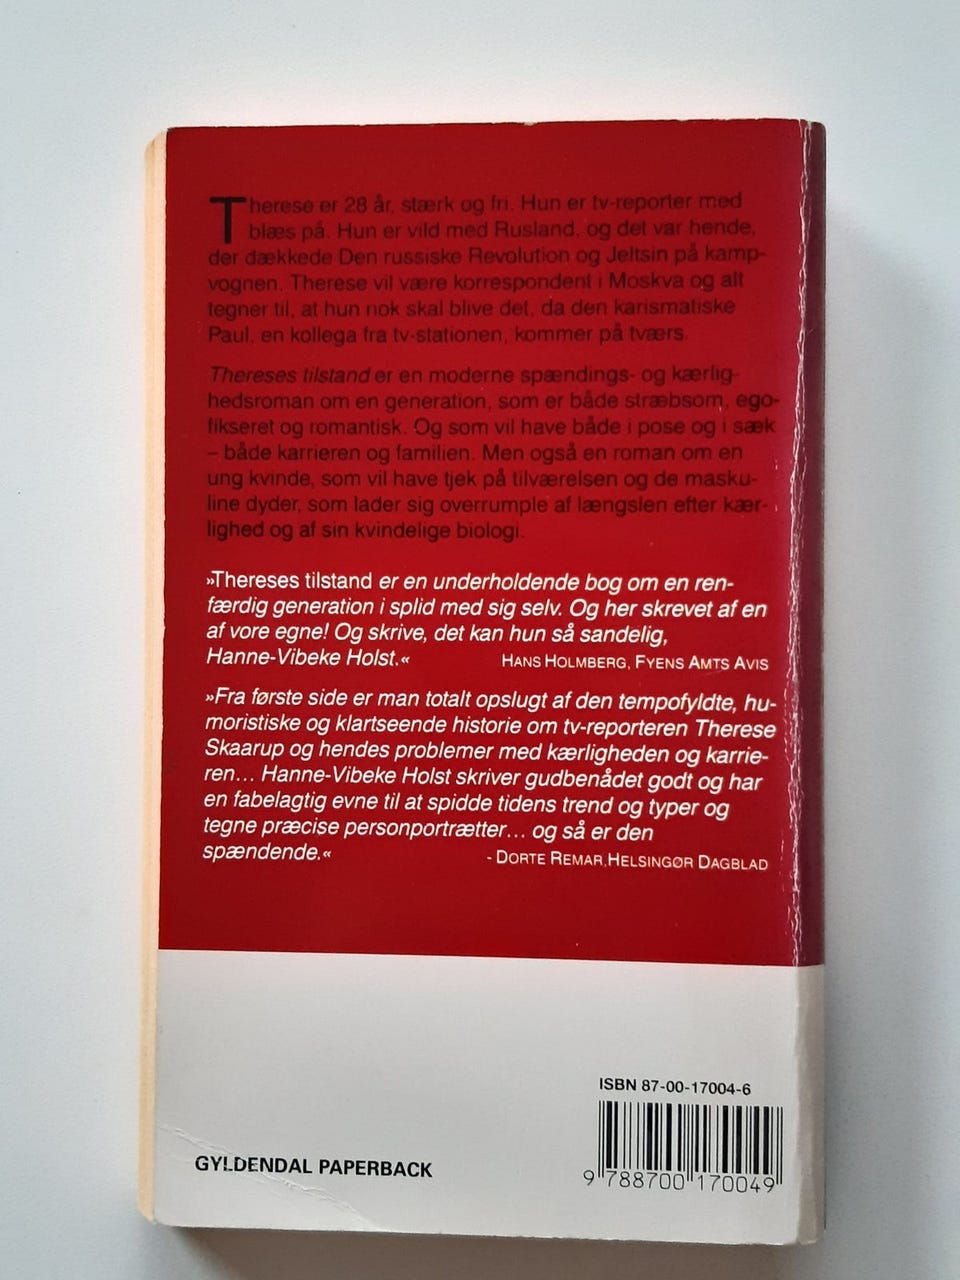 Therese er 28 år, stærk og fri. Hun er tv-reporter med
blæs på. Hun er vild med Rusland, og det var hende,
der dækkede Den russiske Revolution og Jeltsin på kamp-
vognen. Therese vil være korrespondent i Moskva og alt
tegner til, at hun nok skal blive det, da den karismatiske
Paul, en kollega fra tv-stationen, kommer på tværs.
Thereses tilstand er en moderne spændings- og kærlig-
hedsroman om en generation, som er både stræbsom, ego-
fikseret og romantisk. Og som vil have både i pose og i sæk
– både karrieren og familien. Men også en roman om en
ung kvinde, som vil have tjek på tilværelsen og de masku-
line dyder, som lader sig overrumple af længslen efter kær-
lighed og af sin kvindelige biologi.
»Thereses tilstand er en underholdende bog om en ren-
færdig generation i splid med sig selv. Og her skrevet af en
af vore egne! Og skrive, det kan hun så sandelig,
Hanne-Vibeke Holst.« HANS HOLMBERG, FYENS AMTS AVIS
»Fra første side er man totalt opslugt af den tempofyldte, hu-
moristiske og klartseende historie om tv-reporteren Therese
Skaarup og hendes problemer med kærligheden og karrie-
ren... Hanne-Vibeke Holst skriver gudbenådet godt og har
en fabelagtig evne til at spidde tidens trend og typer og
tegne præcise personportrætter... og så er den
spændende.« - DORTE REMAR, HELSINGØR DAGBLAD
ISBN 87-00-17004-6
9 788700 170049
GYLDENDAL PAPERBACK